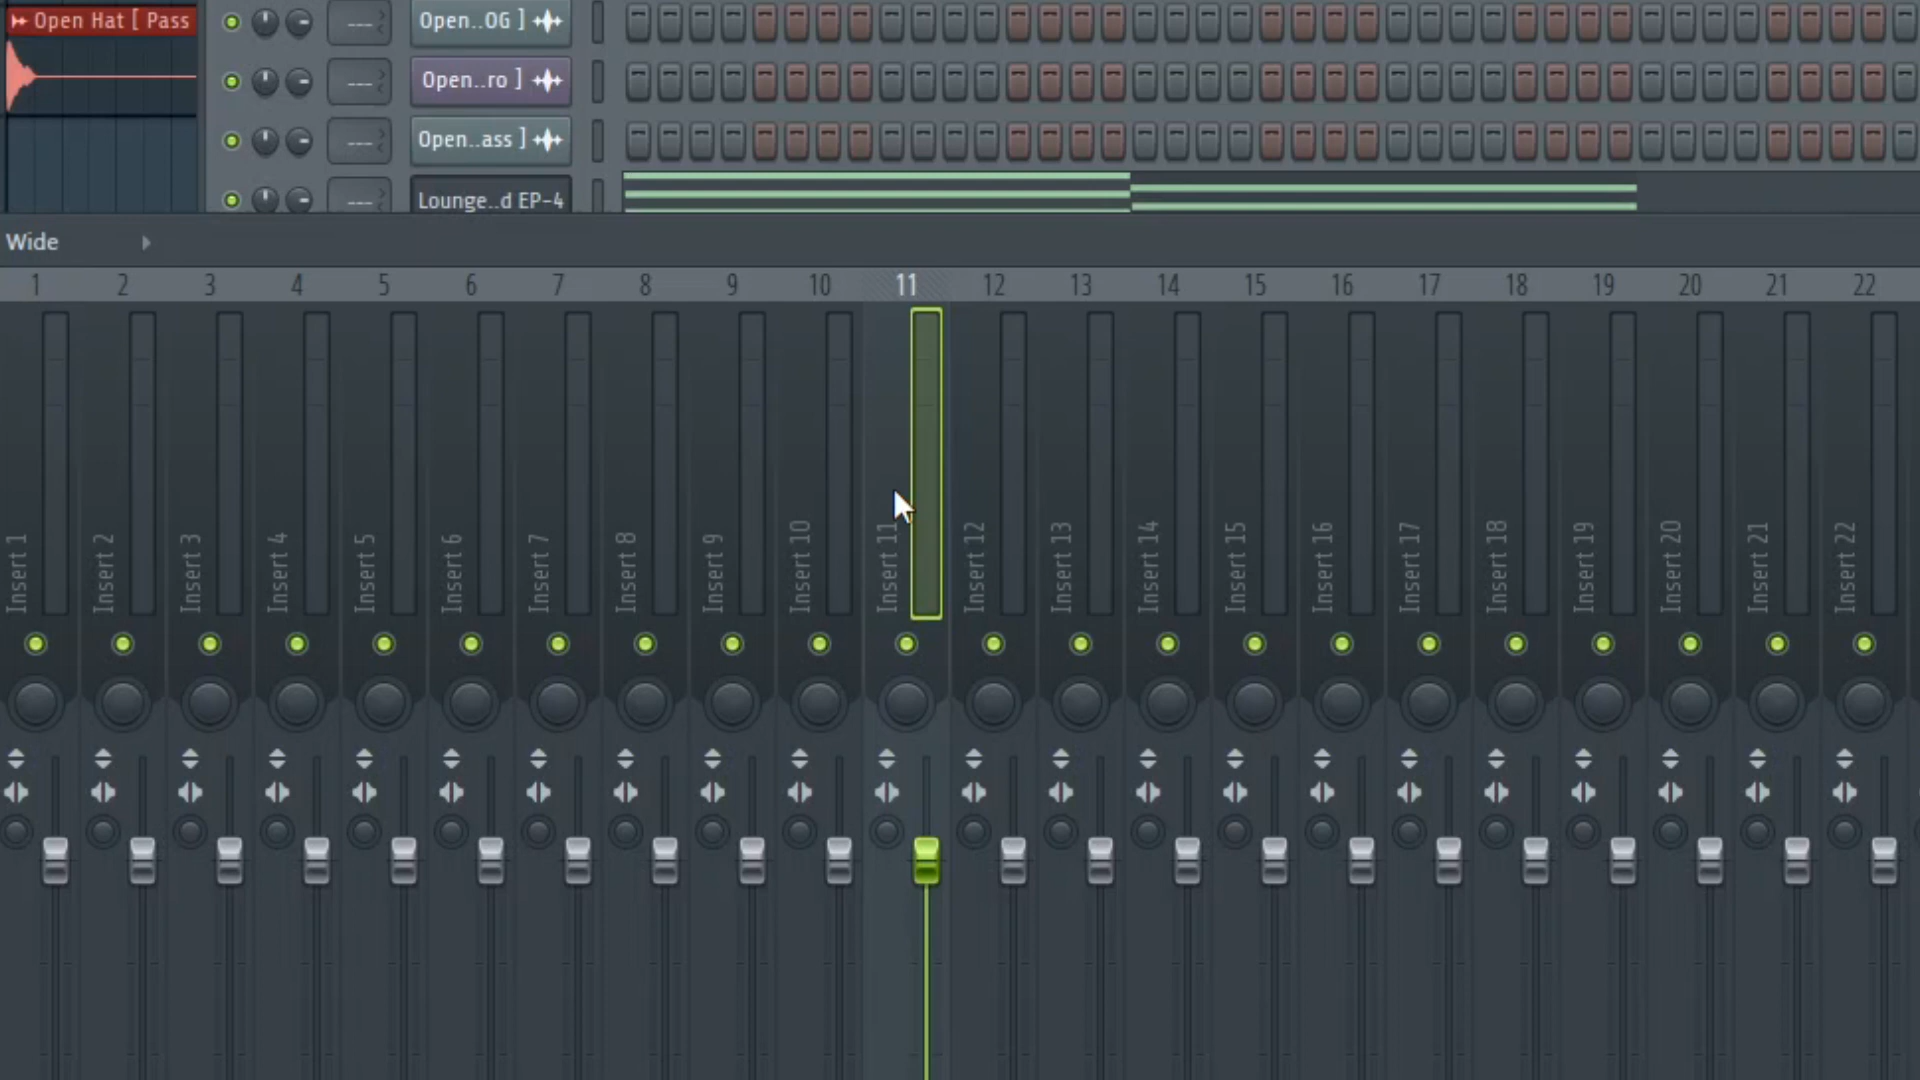 Open Hat [ Pass
Open..OG ]
Open..ro ]
Open..ass ]
Lounge..d EP-4
Wide
1 2 3 4 5 6 7 8 9 10 11 12 13 14 15 16 17 18 19 20 21 22
Insert 1
Insert 2
Insert 3
Insert 4
Insert 5
Insert 6
Insert 7
Insert 8
Insert 9
Insert 10
Insert 11
Insert 12
Insert 13
Insert 14
Insert 15
Insert 16
Insert 17
Insert 18
Insert 19
Insert 20
Insert 21
Insert 22